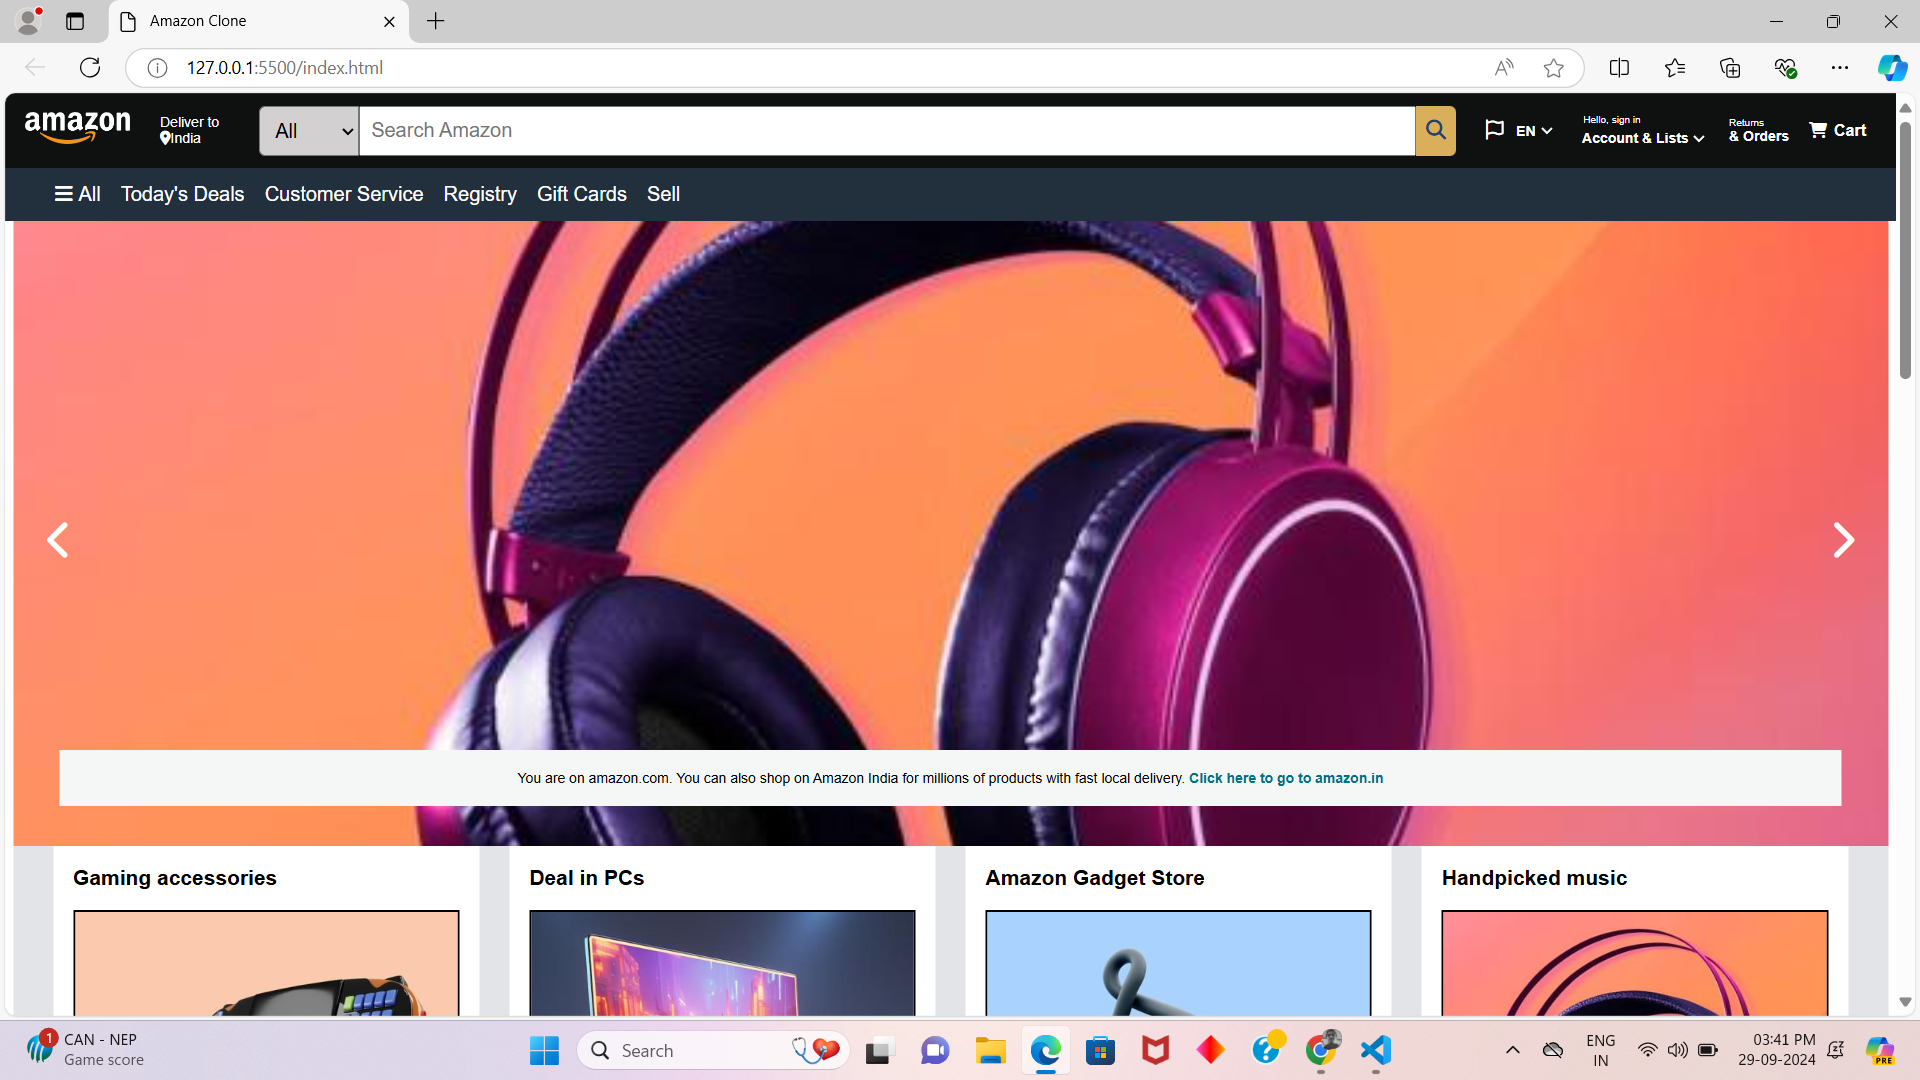 Amazon Clone
127.0.0.1:5500/index.html
amazon
Deliver to
India
All
Search Amazon
EN
Hello, sign in
Account & Lists
Returns
& Orders
Cart
All Today's Deals Customer Service Registry Gift Cards Sell
You are on amazon.com. You can also shop on Amazon India for millions of products with fast local delivery. Click here to go to amazon.in
Gaming accessories
Deal in PCs
Amazon Gadget Store
Handpicked music
1
CAN - NEP
Game score
Search
ENG
IN
03:41 PM
29-09-2024
PRE